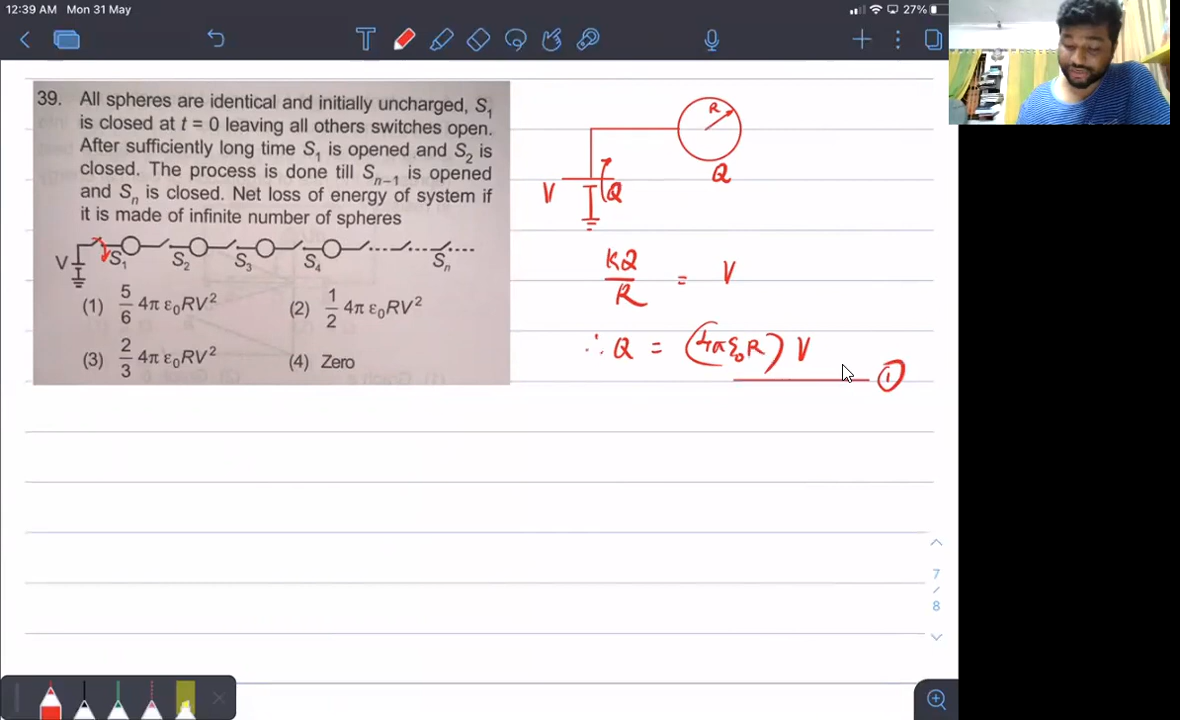 12:39 AM Mon 31 May
27%
T
39. All spheres are identical and initially uncharged, S₁
is closed at t = 0 leaving all others switches open.
After sufficiently long time S₁ is opened and S₂ is
closed. The process is done till Sₙ₋₁ is opened
and Sₙ is closed. Net loss of energy of system if
it is made of infinite number of spheres
V S₁ S₂ S₃ S₄ Sₙ
(1) 5/6 4π ε₀RV²
(2) 1/2 4π ε₀RV²
(3) 2/3 4π ε₀RV²
(4) Zero
R
Q
V Q
KQ/R = V
∴ Q = (4πε₀R) V
①
7
/
8